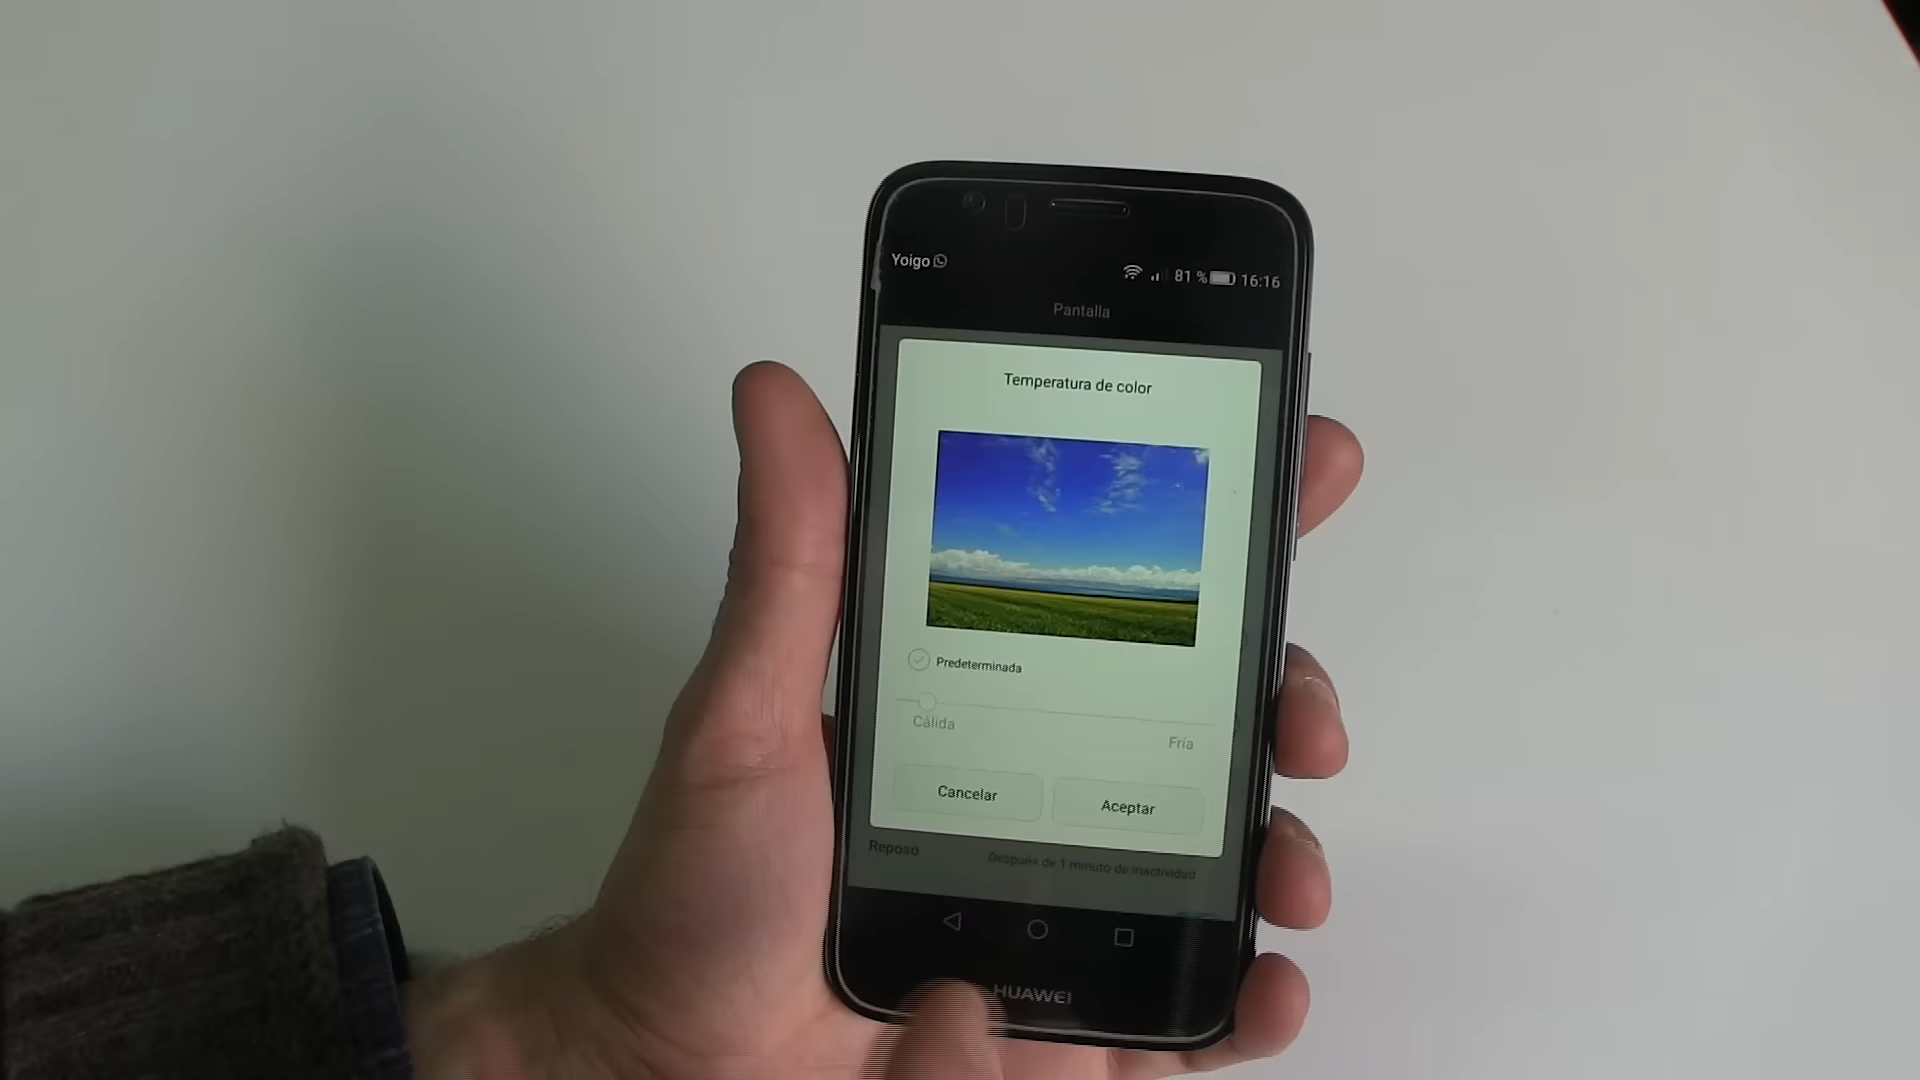 Yoigo
81 % 16:16
Pantalla
Temperatura de color
Predeterminada
Cálida
Fría
Cancelar
Aceptar
Reposo
Después de 1 minuto de inactividad
HUAWEI